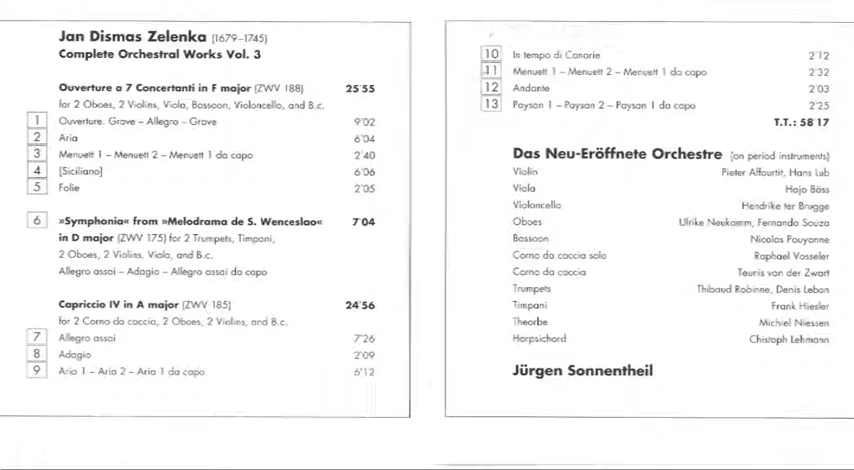 Jan Dismas Zelenka (1679–1745)
Complete Orchestral Works Vol. 3
Ouverture a 7 Concertanti in F major (ZWV 188) 25'55
for 2 Oboes, 2 Violins, Viola, Bassoon, Violoncello, and B.c.
1 Ouverture. Grave – Allegro – Grave 9'02
2 Aria 6'04
3 Menuett 1 – Menuett 2 – Menuett 1 da capo 2'40
4 [Siciliano] 6'06
5 Folie 2'05
6 »Symphonia« from »Melodrama de S. Wenceslao« 7'04
in D major (ZWV 175) for 2 Trumpets, Timpani,
2 Oboes, 2 Violins, Viola, and B.c.
Allegro assai – Adagio – Allegro assai da capo
Capriccio IV in A major (ZWV 185) 24'56
for 2 Corno da caccia, 2 Oboes, 2 Violins, and B.c.
7 Allegro assai 7'26
8 Adagio 2'09
9 Aria 1 – Aria 2 – Aria 1 da capo 6'12
10 In tempo di Canarie 2'12
11 Menuett 1 – Menuett 2 – Menuett 1 da capo 2'32
12 Andante 2'03
13 Paysan 1 – Paysan 2 – Paysan 1 da capo 2'25
T.T.: 58'17
Das Neu-Eröffnete Orchestre (on period instruments)
Violin Pieter Affourtit, Hans Lub
Viola Hajo Bäss
Violoncello Hendrike ter Brugge
Oboes Ulrike Neukamm, Fernando Souza
Bassoon Nicolas Pouyanne
Corno da caccia solo Raphael Vosseler
Corno da caccia Teunis van der Zwart
Trumpets Thibaud Robinne, Denis Leban
Timpani Frank Hiesler
Theorbe Michiel Niessen
Harpsichord Chistoph Lehmann
Jürgen Sonnentheil